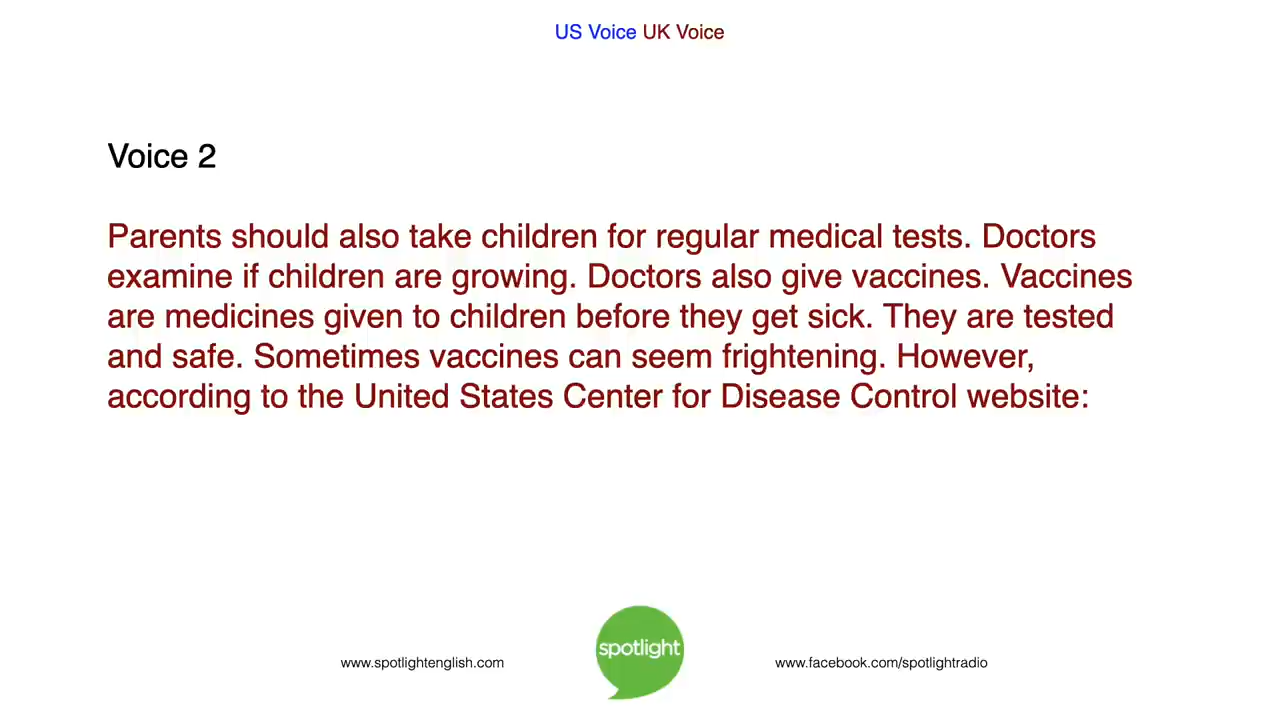 US Voice UK Voice
Voice 2
Parents should also take children for regular medical tests. Doctors
examine if children are growing. Doctors also give vaccines. Vaccines
are medicines given to children before they get sick. They are tested
and safe. Sometimes vaccines can seem frightening. However,
according to the United States Center for Disease Control website:
spotlight
www.spotlightenglish.com
www.facebook.com/spotlightradio